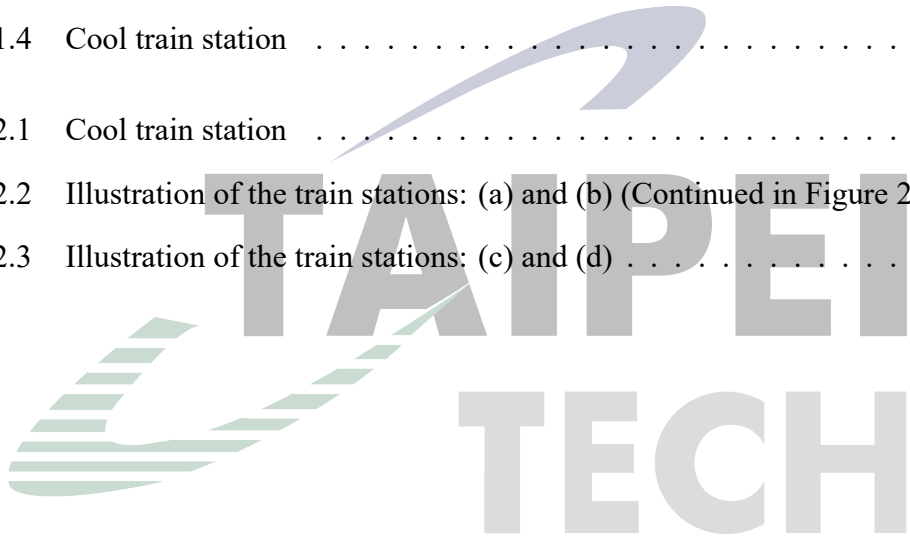 1.4 Cool train station . . . . . . . . . . . . . . . . . . . . . . . . .
2.1 Cool train station . . . . . . . . . . . . . . . . . . . . . . . . .
2.2 Illustration of the train stations: (a) and (b) (Continued in Figure 2
2.3 Illustration of the train stations: (c) and (d) . . . . . . . . . . . .
TAIPEI
TECH